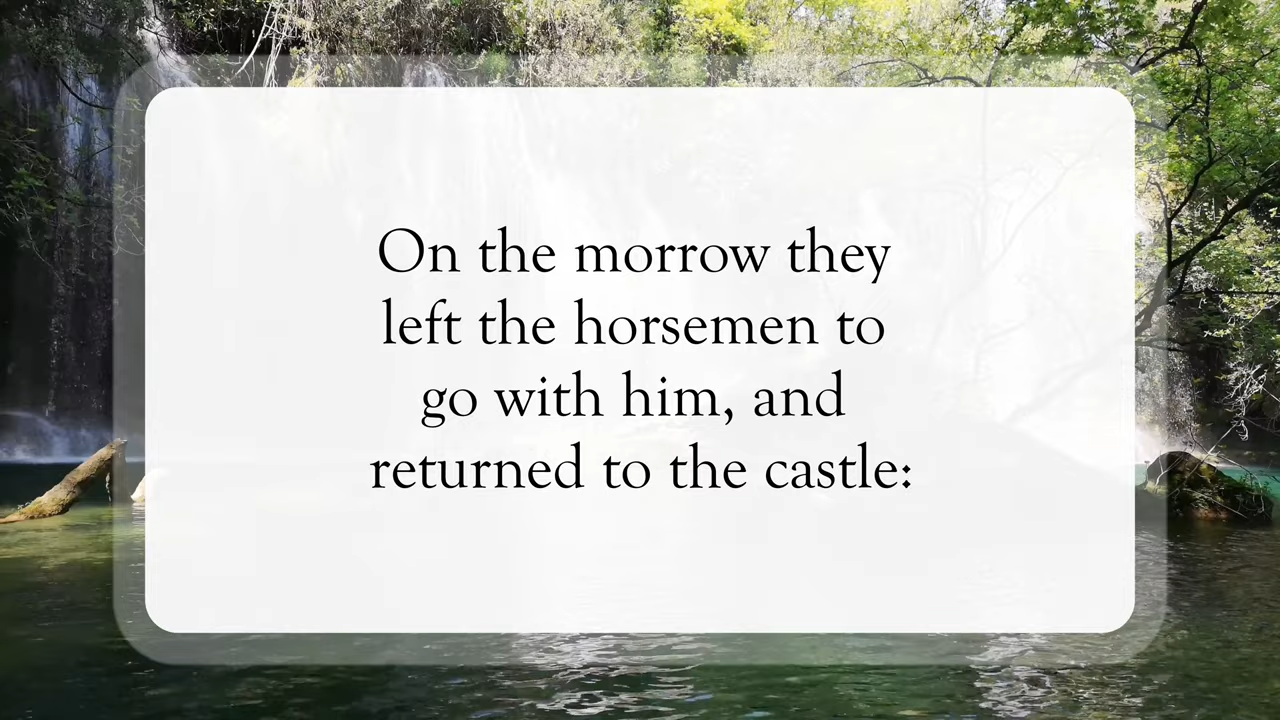 On the morrow they
left the horsemen to
go with him, and
returned to the castle: